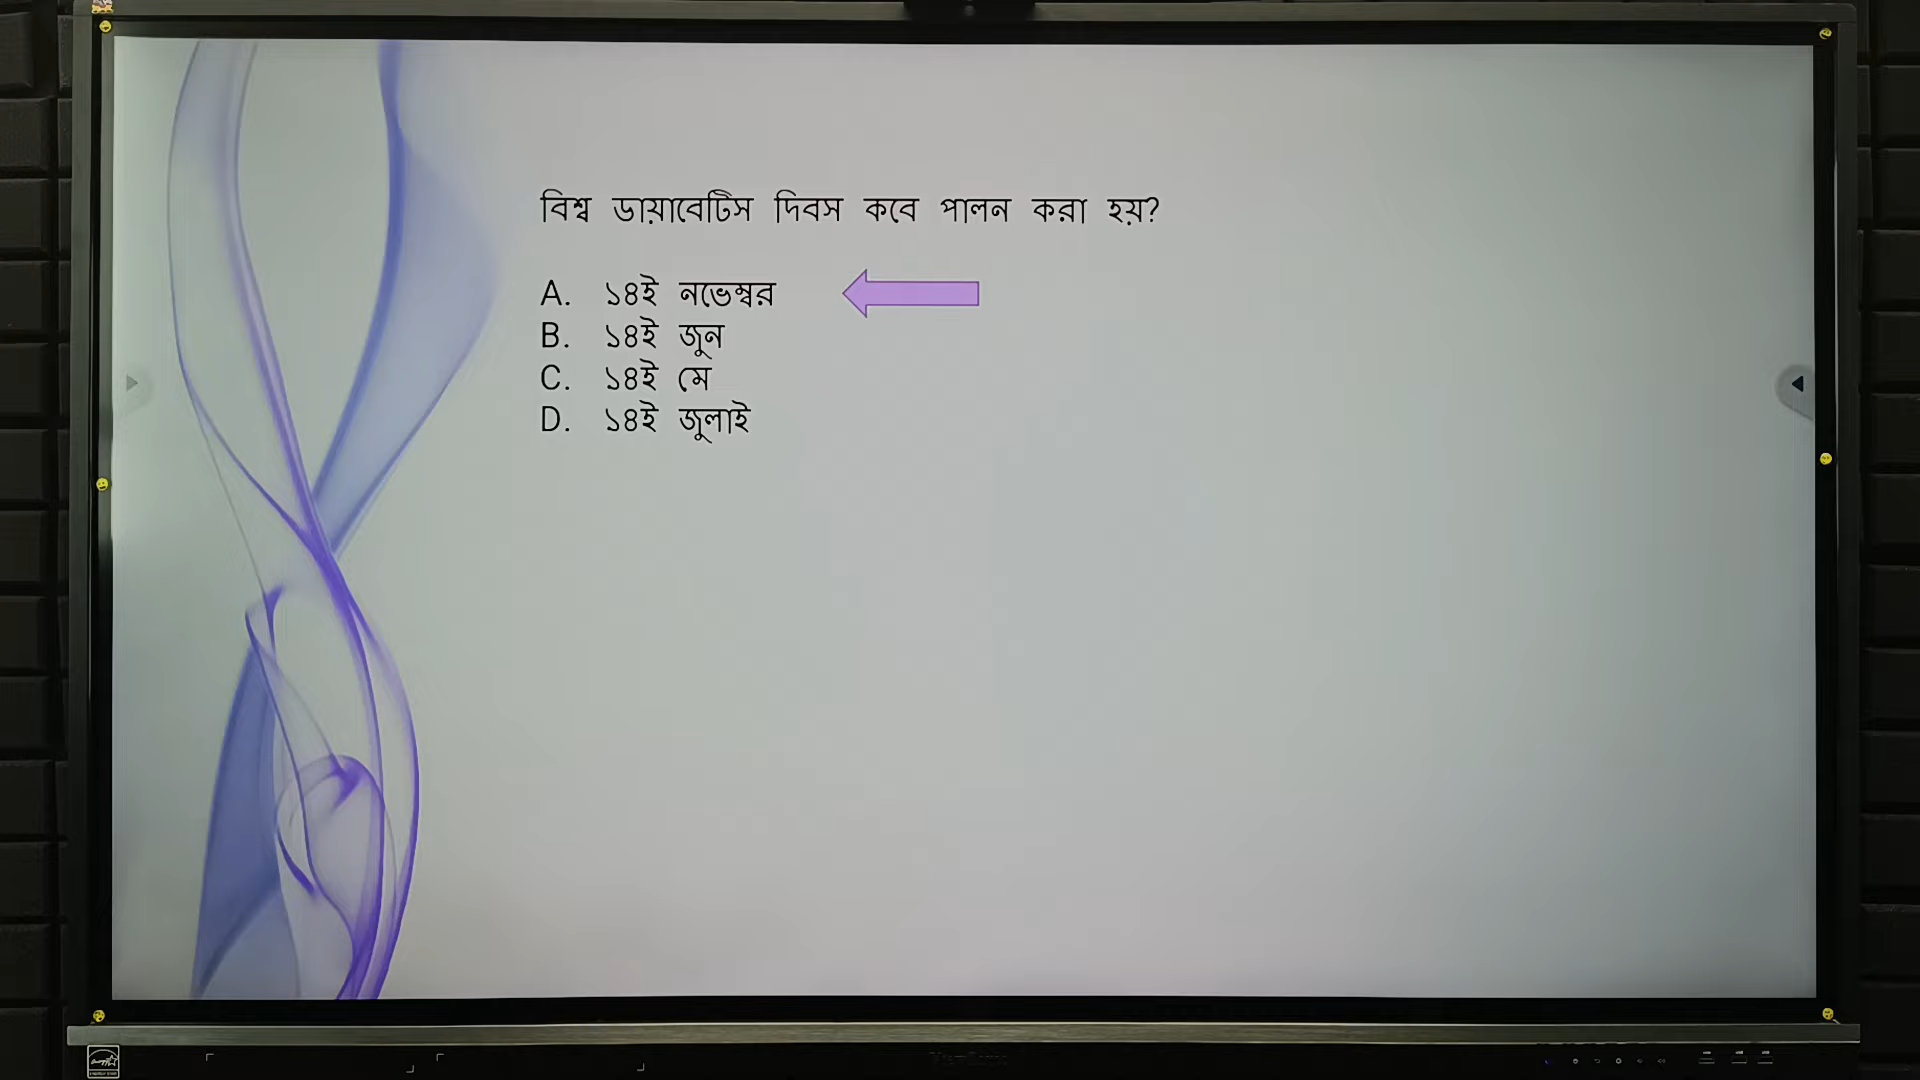 বিশ্ব ডায়াবেটিস দিবস কবে পালন করা হয়?
A. ১৪ই নভেম্বর
B. ১৪ই জুন
C. ১৪ই মে
D. ১৪ই জুলাই